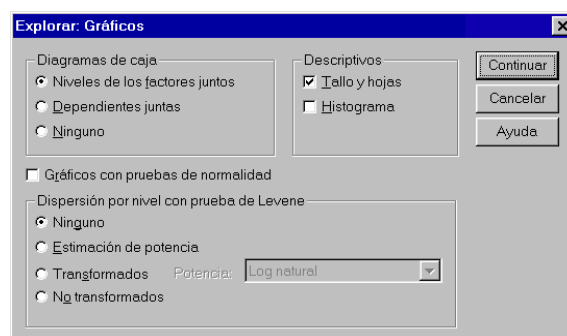 Explorar: Gráficos
Diagramas de caja
Niveles de los factores juntos
Dependientes juntas
Ninguno
Descriptivos
Tallo y hojas
Histograma
Continuar
Cancelar
Ayuda
Gráficos con pruebas de normalidad
Dispersión por nivel con prueba de Levene
Ninguno
Estimación de potencia
Transformados Potencia: Log natural
No transformados